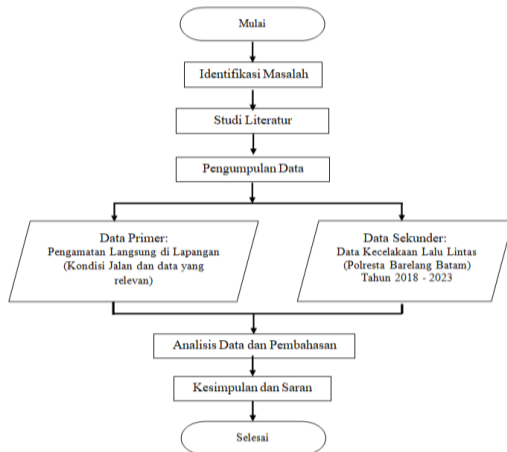 Mulai
Identifikasi Masalah
Studi Literatur
Pengumpulan Data
Data Primer:
Pengamatan Langsung di Lapangan
(Kondisi Jalan dan data yang
relevan)
Data Sekunder:
Data Kecelakaan Lalu Lintas
(Polresta Barelang Batam)
Tahun 2018 - 2023
Analisis Data dan Pembahasan
Kesimpulan dan Saran
Selesai